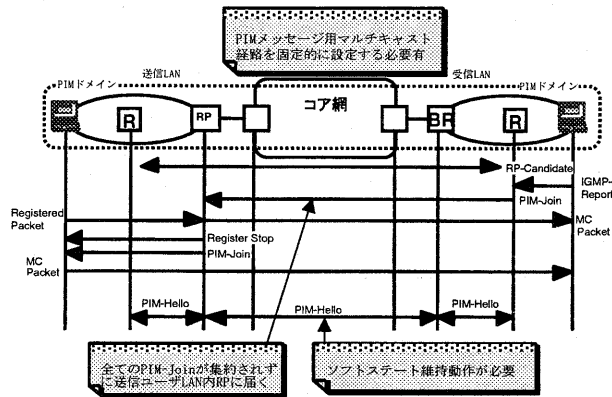 PIMメッセージ用マルチキャスト
経路を固定的に設定する必要有
送信LAN
受信LAN
PIMドメイン
PIMドメイン
コア網
R
RP
BR
R
RP-Candidate
IGMP-
Report
PIM-Join
Registered
Packet
MC
Packet
Register Stop
PIM-Join
MC
Packet
PIM-Hello
PIM-Hello
PIM-Hello
全てのPIM-Joinが集約されず
に送信ユーザLAN内RPに届く
ソフトステート維持動作が必要